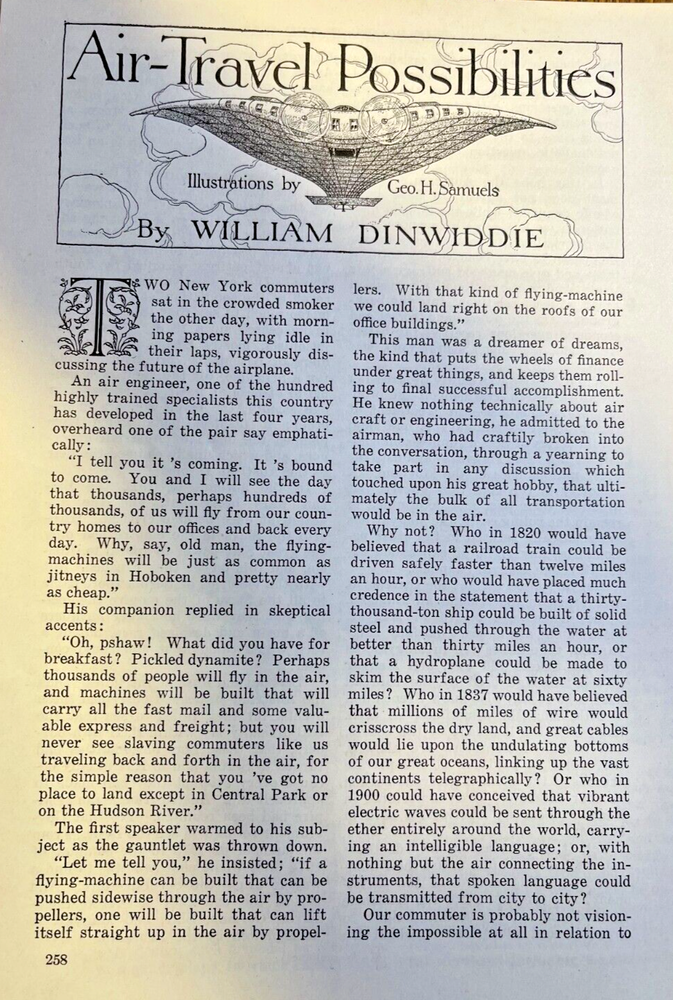 Air-Travel Possibilities
Illustrations by Geo. H. Samuels
By WILLIAM DINWIDDIE
TWO New York commuters
sat in the crowded smoker
the other day, with morn-
ing papers lying idle in
their laps, vigorously dis-
cussing the future of the airplane.
An air engineer, one of the hundred
highly trained specialists this country
has developed in the last four years,
overheard one of the pair say emphati-
cally:
"I tell you it 's coming. It 's bound
to come. You and I will see the day
that thousands, perhaps hundreds of
thousands, of us will fly from our coun-
try homes to our offices and back every
day. Why, say, old man, the flying-
machines will be just as common as
jitneys in Hoboken and pretty nearly
as cheap."
His companion replied in skeptical
accents:
"Oh, pshaw! What did you have for
breakfast? Pickled dynamite? Perhaps
thousands of people will fly in the air,
and machines will be built that will
carry all the fast mail and some valu-
able express and freight; but you will
never see slaving commuters like us
traveling back and forth in the air, for
the simple reason that you 've got no
place to land except in Central Park or
on the Hudson River."
The first speaker warmed to his sub-
ject as the gauntlet was thrown down.
"Let me tell you," he insisted; "if a
flying-machine can be built that can be
pushed sidewise through the air by pro-
pellers, one will be built that can lift
itself straight up in the air by propel-
258
lers. With that kind of flying-machine
we could land right on the roofs of our
office buildings."
This man was a dreamer of dreams,
the kind that puts the wheels of finance
under great things, and keeps them roll-
ing to final successful accomplishment.
He knew nothing technically about air
craft or engineering, he admitted to the
airman, who had craftily broken into
the conversation, through a yearning to
take part in any discussion which
touched upon his great hobby, that ulti-
mately the bulk of all transportation
would be in the air.
Why not? Who in 1820 would have
believed that a railroad train could be
driven safely faster than twelve miles
an hour, or who would have placed much
credence in the statement that a thirty-
thousand-ton ship could be built of solid
steel and pushed through the water at
better than thirty miles an hour, or
that a hydroplane could be made to
skim the surface of the water at sixty
miles? Who in 1837 would have believed
that millions of miles of wire would
crisscross the dry land, and great cables
would lie upon the undulating bottoms
of our great oceans, linking up the vast
continents telegraphically? Or who in
1900 could have conceived that vibrant
electric waves could be sent through the
ether entirely around the world, carry-
ing an intelligible language; or, with
nothing but the air connecting the in-
struments, that spoken language could
be transmitted from city to city?
Our commuter is probably not vision-
ing the impossible at all in relation to